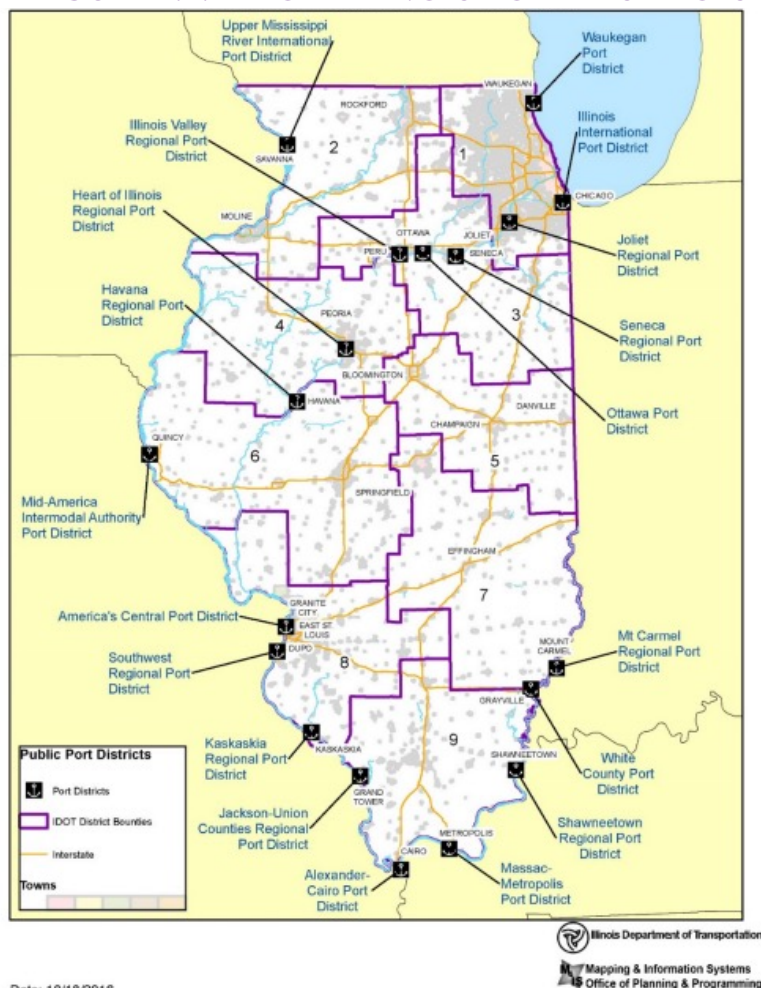 Upper Mississippi
River International
Port District
Waukegan
Port
District
WAUKEGAN
ROCKFORD
Illinois Valley
Regional Port
District
Illinois
International
Port District
2
1
SAVANNA
Heart of Illinois
Regional Port
District
CHICAGO
MOLINE
OTTAWA
JOLIET
PERU
SENECA
Joliet
Regional Port
District
Havana
Regional Port
District
4
PEORIA
3
Seneca
Regional Port
District
BLOOMINGTON
HAVANA
DANVILLE
Ottawa Port
District
CHAMPAIGN
QUINCY
6
5
SPRINGFIELD
Mid-America
Intermodal Authority
Port District
EFFINGHAM
7
GRANITE
CITY
America's Central Port District
EAST ST.
LOUIS
DUPO
8
MOUNT
CARMEL
Mt Carmel
Regional Port
District
Southwest
Regional Port
District
GRAYVILLE
9
Kaskaskia
Regional Port
District
KASKASKIA
SHAWNEETOWN
White
County Port
District
GRAND
TOWER
Jackson-Union
Counties Regional
Port District
METROPOLIS
Shawneetown
Regional Port
District
CAIRO
Alexander-
Cairo Port
District
Massac-
Metropolis
Port District
Public Port Districts
Port Districts
IDOT District Bounties
Interstate
Towns
Illinois Department of Transportation
MIS
Mapping & Information Systems
Office of Planning & Programming